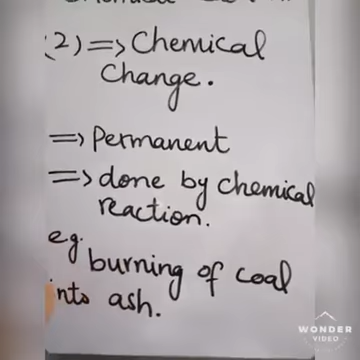 (2) => Chemical
Change.
=> Permanent
=> done by chemical
reaction.
eg. burning of coal
into ash.
WONDER
VIDEO